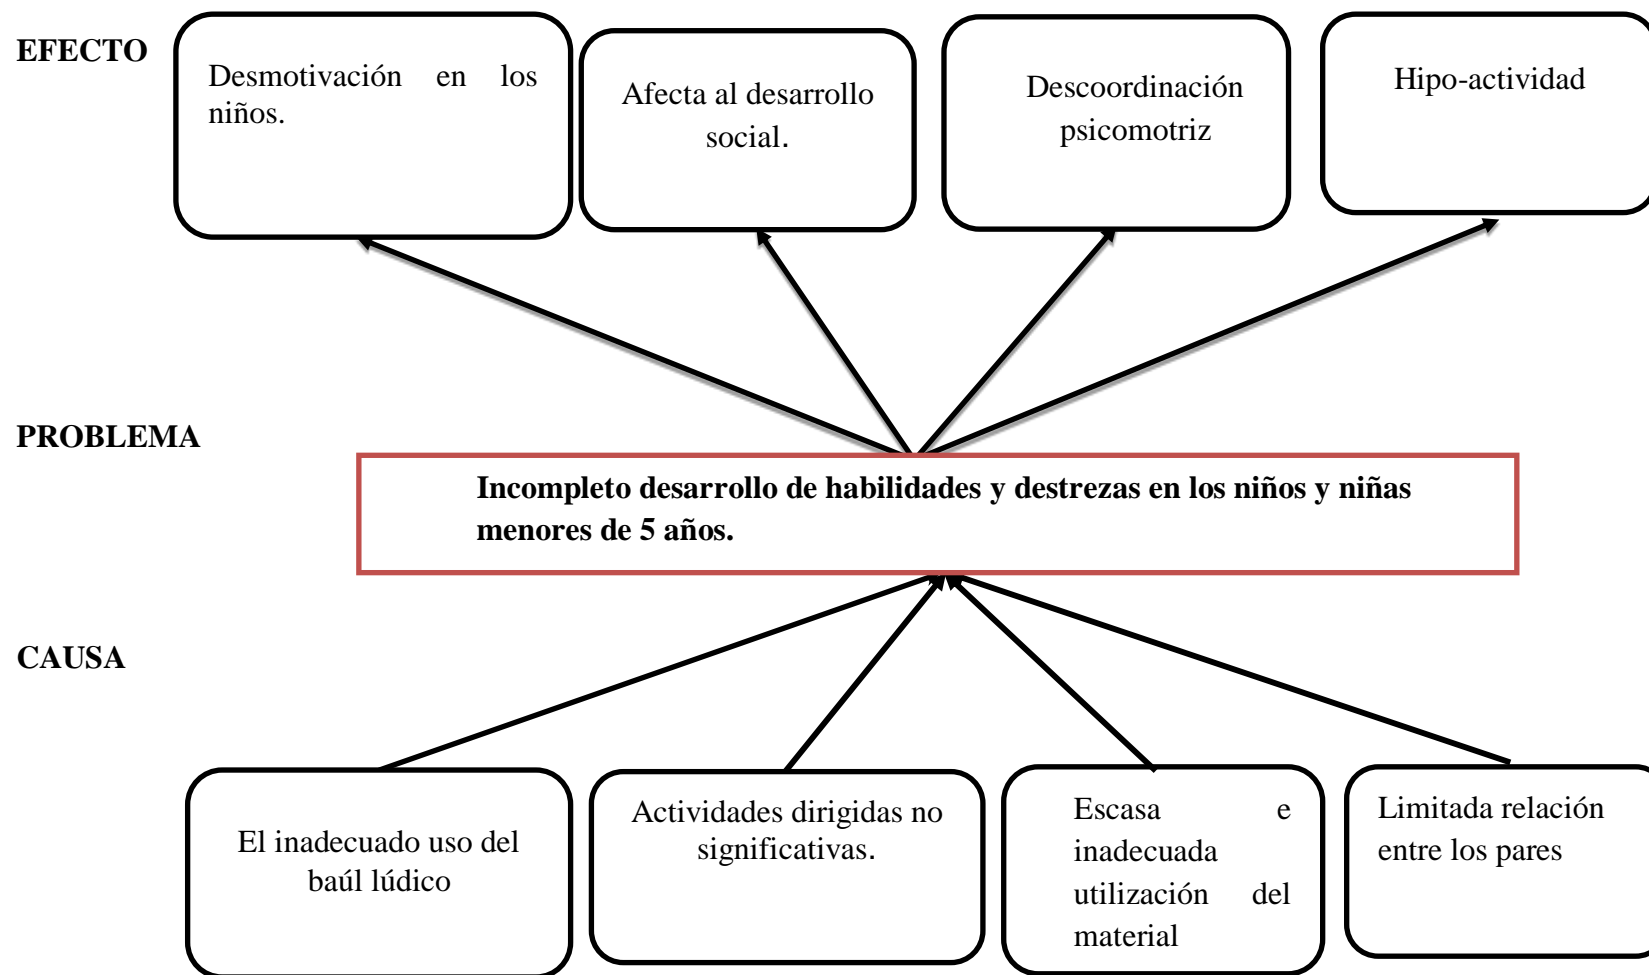 EFECTO
Desmotivación en los
niños.
Afecta al desarrollo
social.
Descoordinación
psicomotriz
Hipo-actividad
PROBLEMA
Incompleto desarrollo de habilidades y destrezas en los niños y niñas
menores de 5 años.
CAUSA
El inadecuado uso del
baúl lúdico
Actividades dirigidas no
significativas.
Escasa e
inadecuada
utilización del
material
Limitada relación
entre los pares